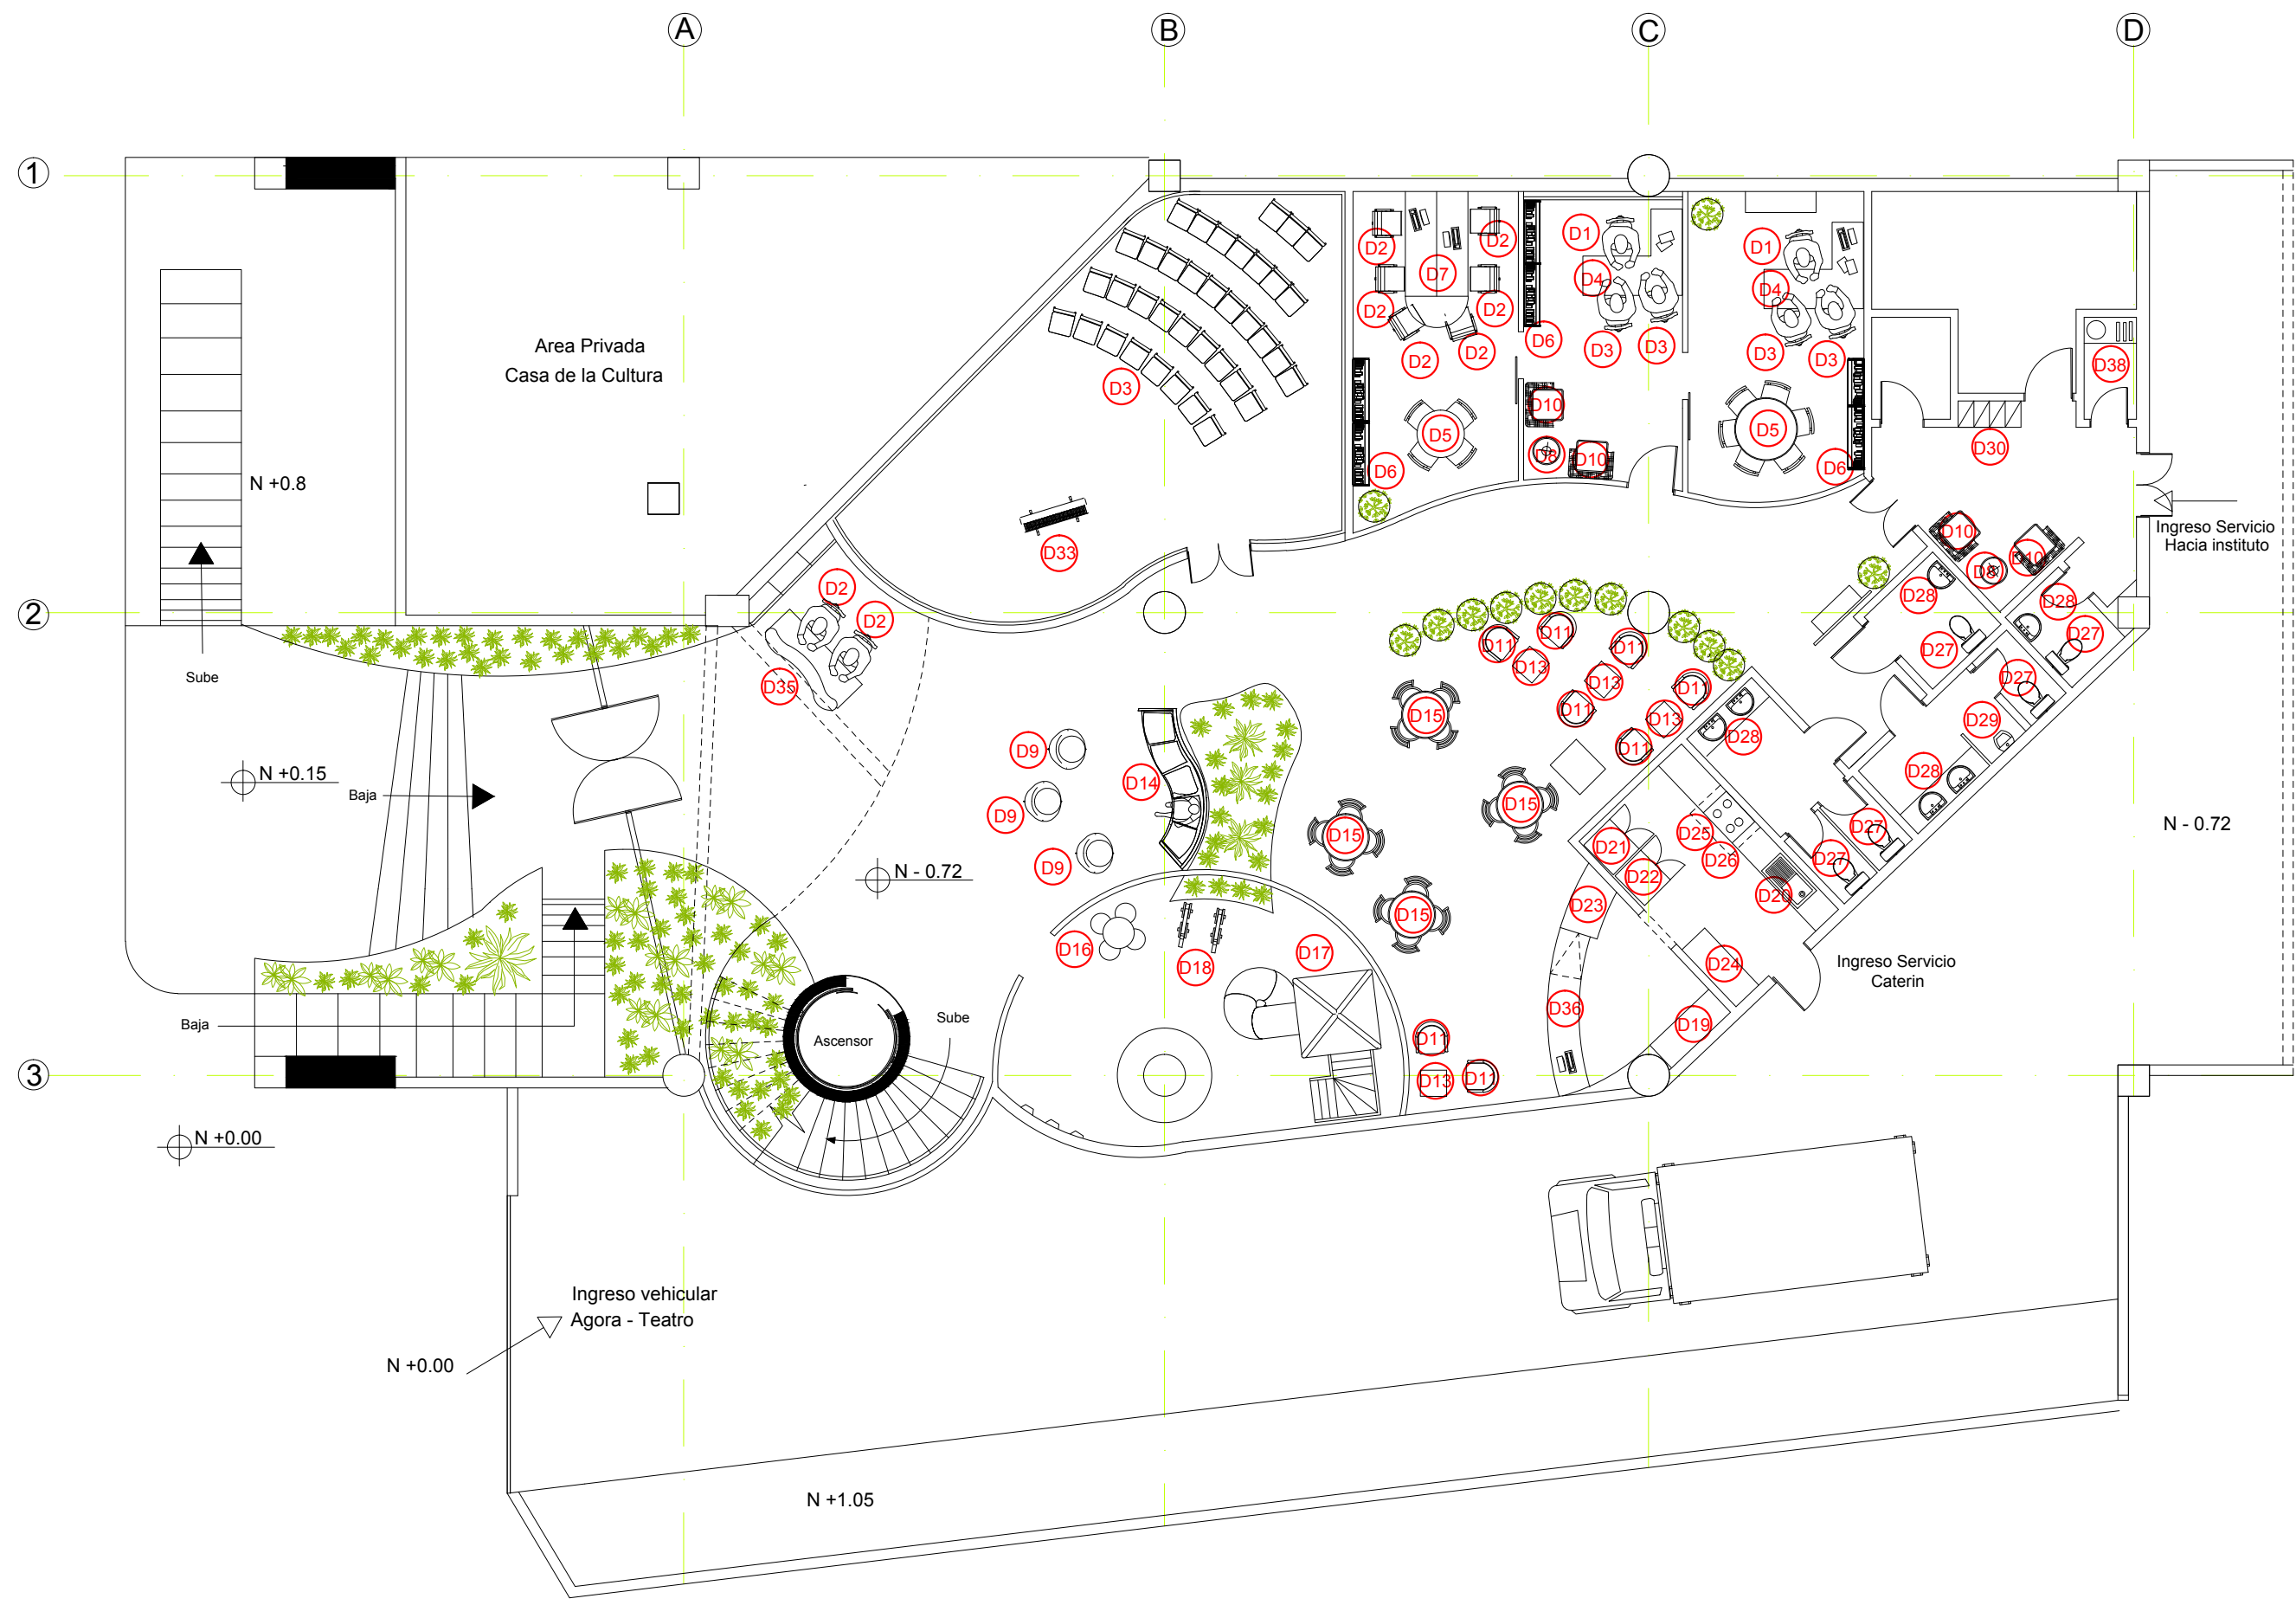 A
B
C
D
1
D2
D2
D7
D1
D4
D1
D4
D2
D2
D2
D2
D6
D3
D3
D3
D3
D38
Area Privada
Casa de la Cultura
D3
D10
D5
D5
D30
D6
D8
D10
D6
N +0.8
D33
Ingreso Servicio
Hacia instituto
D10
D10
D8
2
D2
D2
D28
D28
D27
D27
D11
D11
D11
D13
D13
D11
D13
D11
D11
D27
D29
D28
D28
Sube
D35
D15
D9
D14
D9
D9
D15
D15
D15
N +0.15
Baja
N - 0.72
N - 0.72
D21
D25
D26
D22
D27
D27
D20
D23
D24
D36
D19
Ingreso Servicio
Caterin
D16
D18
D17
Baja
Ascensor
Sube
D11
D13
D11
3
N +0.00
Ingreso vehicular
Agora - Teatro
N +0.00
N +1.05